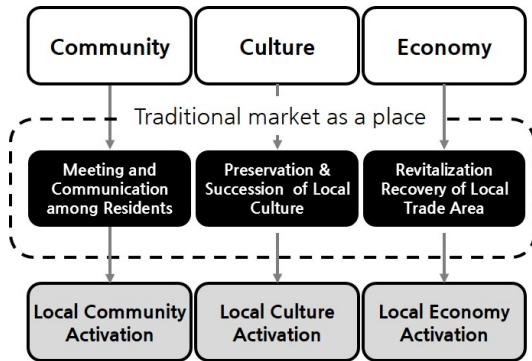 Community
Culture
Economy
Traditional market as a place
Meeting and
Communication
among Residents
Preservation &
Succession of Local
Culture
Revitalization
Recovery of Local
Trade Area
Local Community
Activation
Local Culture
Activation
Local Economy
Activation